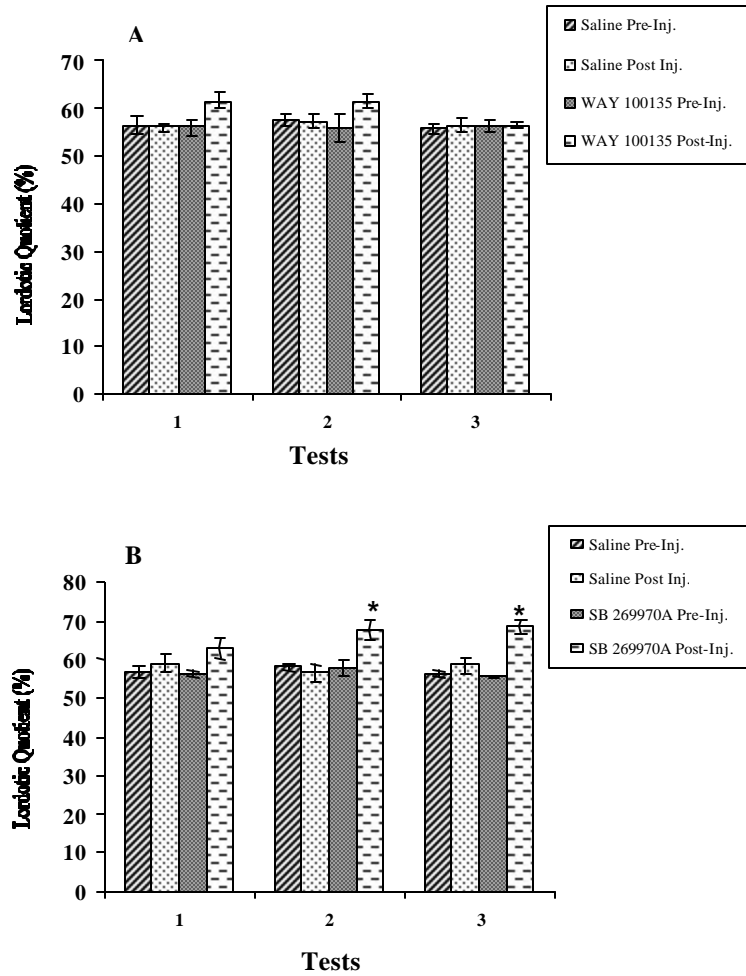 A
Saline Pre-Inj.
Saline Post Inj.
WAY 100135 Pre-Inj.
WAY 100135 Post-Inj.
Lordotic Quotient (%)
70
60
50
40
30
20
10
0
1 2 3
Tests
B
Saline Pre-Inj.
Saline Post Inj.
SB 269970A Pre-Inj.
SB 269970A Post-Inj.
Lordotic Quotient (%)
80
70
60
50
40
30
20
10
0
* *
1 2 3
Tests